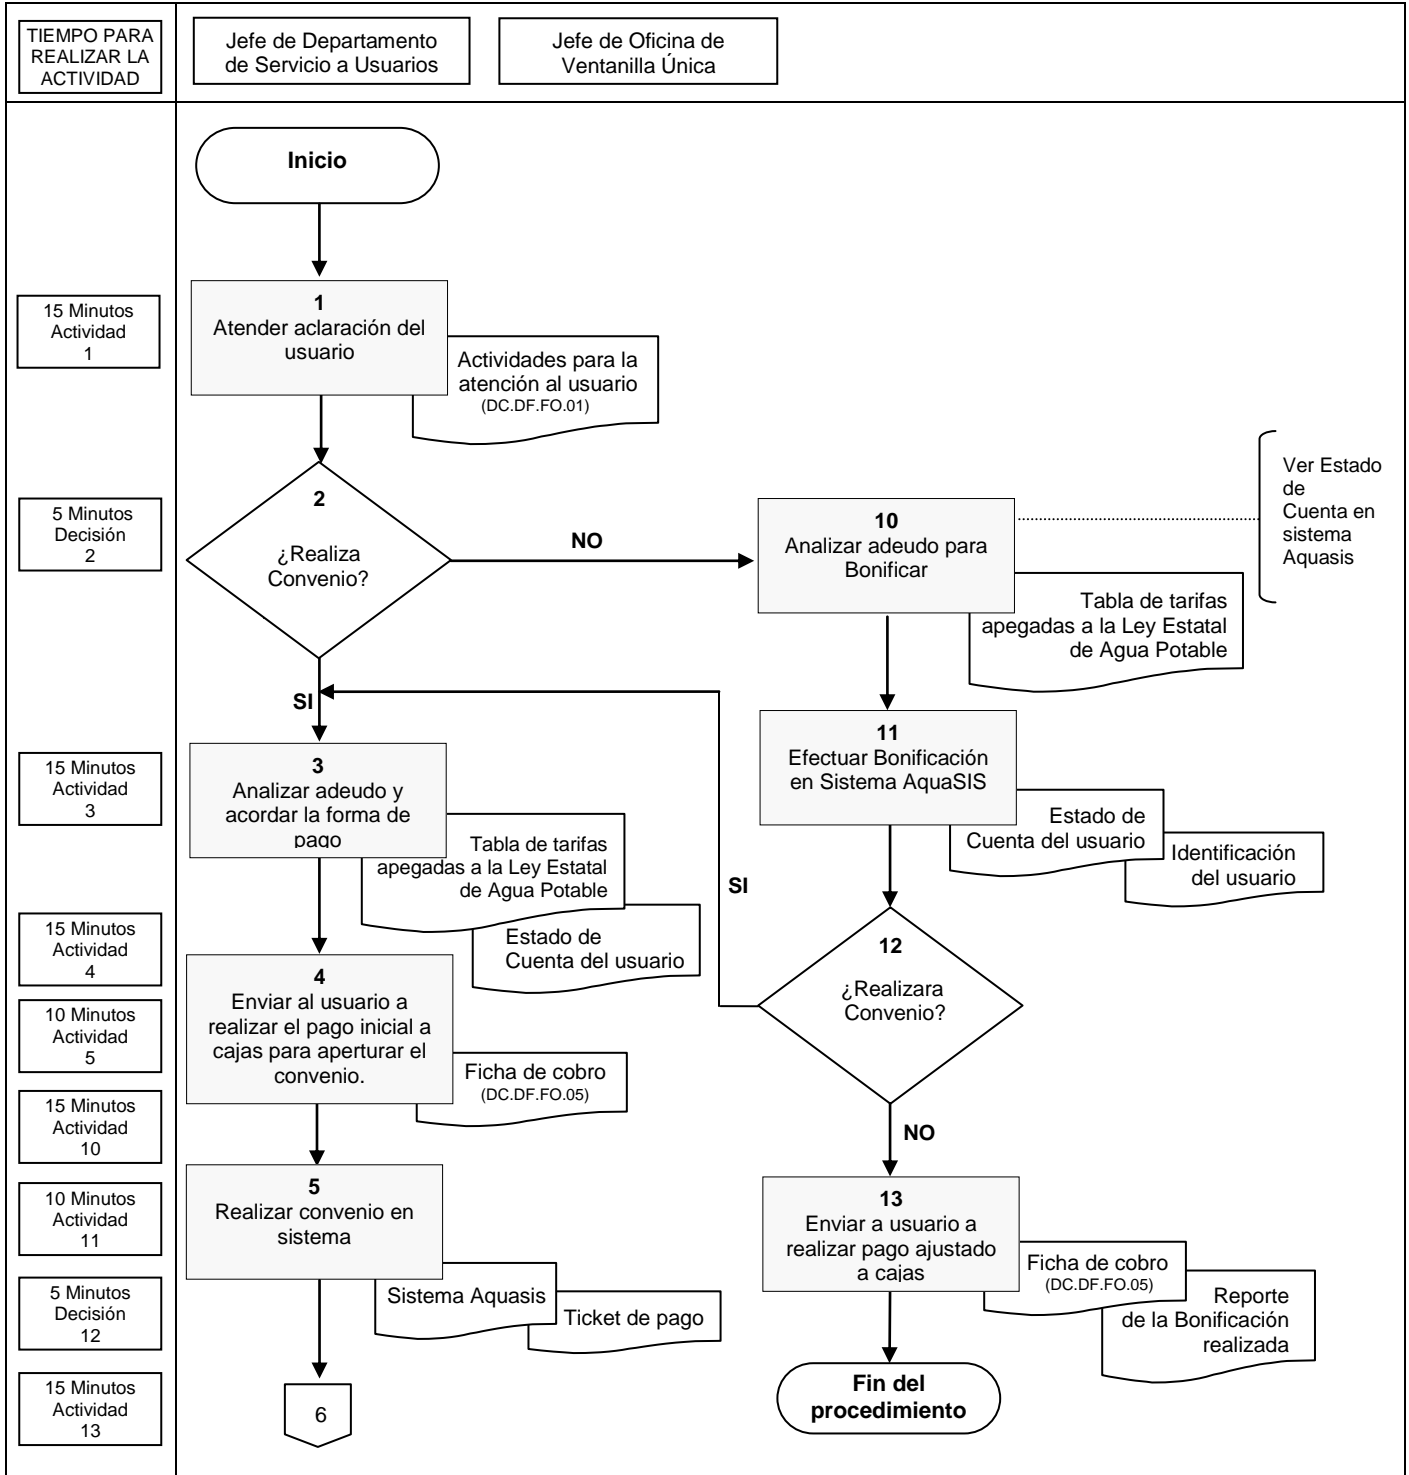 TIEMPO PARA
REALIZAR LA
ACTIVIDAD
Jefe de Departamento
de Servicio a Usuarios
Jefe de Oficina de
Ventanilla Única
Inicio
15 Minutos
Actividad
1
1
Atender aclaración del
usuario
Actividades para la
atención al usuario
(DC.DF.FO.01)
5 Minutos
Decisión
2
2
¿Realiza
Convenio?
NO
10
Analizar adeudo para
Bonificar
Ver Estado
de
Cuenta en
sistema
Aquasis
Tabla de tarifas
apegadas a la Ley Estatal
de Agua Potable
SI
11
Efectuar Bonificación
en Sistema AquaSIS
Estado de
Cuenta del usuario
Identificación
del usuario
15 Minutos
Actividad
3
3
Analizar adeudo y
acordar la forma de
pago
Tabla de tarifas
apegadas a la Ley Estatal
de Agua Potable
Estado de
Cuenta del usuario
SI
12
¿Realizara
Convenio?
15 Minutos
Actividad
4
4
Enviar al usuario a
realizar el pago inicial a
cajas para aperturar el
convenio.
Ficha de cobro
(DC.DF.FO.05)
10 Minutos
Actividad
5
15 Minutos
Actividad
10
NO
5
Realizar convenio en
sistema
Sistema Aquasis
Ticket de pago
10 Minutos
Actividad
11
13
Enviar a usuario a
realizar pago ajustado
a cajas
Ficha de cobro
(DC.DF.FO.05)
Reporte
de la Bonificación
realizada
5 Minutos
Decisión
12
15 Minutos
Actividad
13
6
Fin del
procedimiento